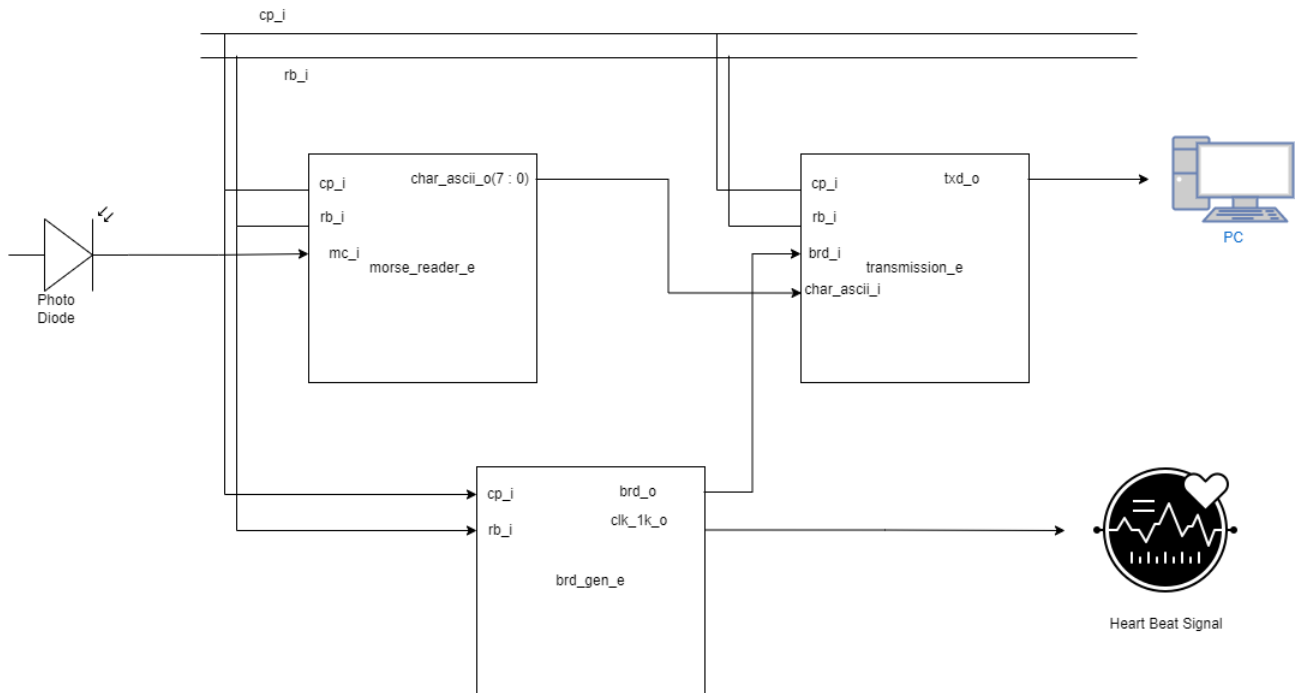 cp_i
rb_i
cp_i
char_ascii_o(7 : 0)
rb_i
mc_i
morse_reader_e
Photo
Diode
cp_i
txd_o
rb_i
brd_i
transmission_e
char_ascii_i
PC
cp_i
brd_o
rb_i
clk_1k_o
brd_gen_e
Heart Beat Signal